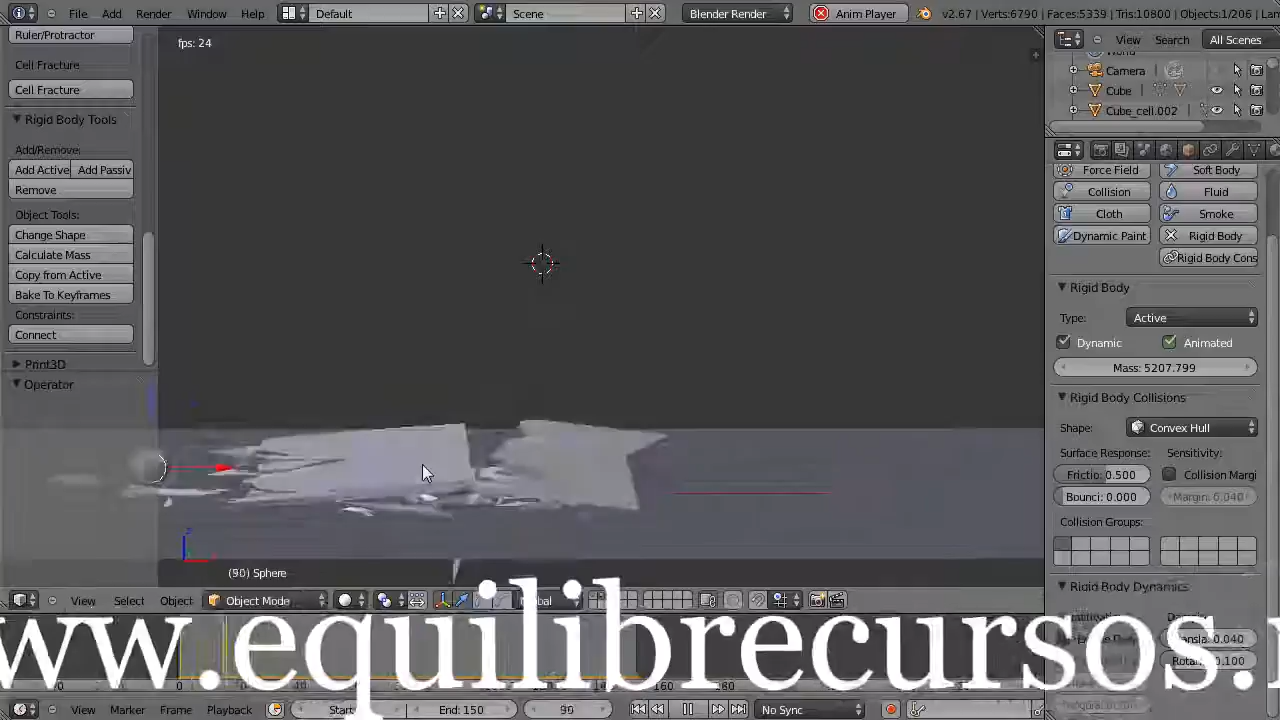 File Add Render Window Help Default Scene Blender Render Anim Player v2.67 | Verts:6790 | Faces:5339 | Tris:10800 | Objects:1/206 | La
Ruler/Protractor
fps: 24
View Search All Scenes
Cell Fracture
Camera
Cell Fracture
Cube
Cube_cell.002
Rigid Body Tools
Add/Remove:
Add Active Add Passiv
Remove
Force Field Soft Body
Collision Fluid
Object Tools:
Cloth Smoke
Change Shape
Dynamic Paint Rigid Body
Calculate Mass
Rigid Body Cons
Copy from Active
Bake To Keyframes
Rigid Body
Constraints:
Type: Active
Connect
Dynamic Animated
Print3D
Mass: 5207.799
Operator
Rigid Body Collisions
Shape: Convex Hull
Surface Response: Sensitivity:
Frictio: 0.500 Collision Margi
Bounci: 0.000 Margin: 0.040
Collision Groups:
(90) Sphere
Rigid Body Dynamics
View Select Object Object Mode
Transla: 0.040
Rotati: 0.100
ww.equilibrecursos.
160 180
View Marker Frame Playback Start: End: 150 90 No Sync